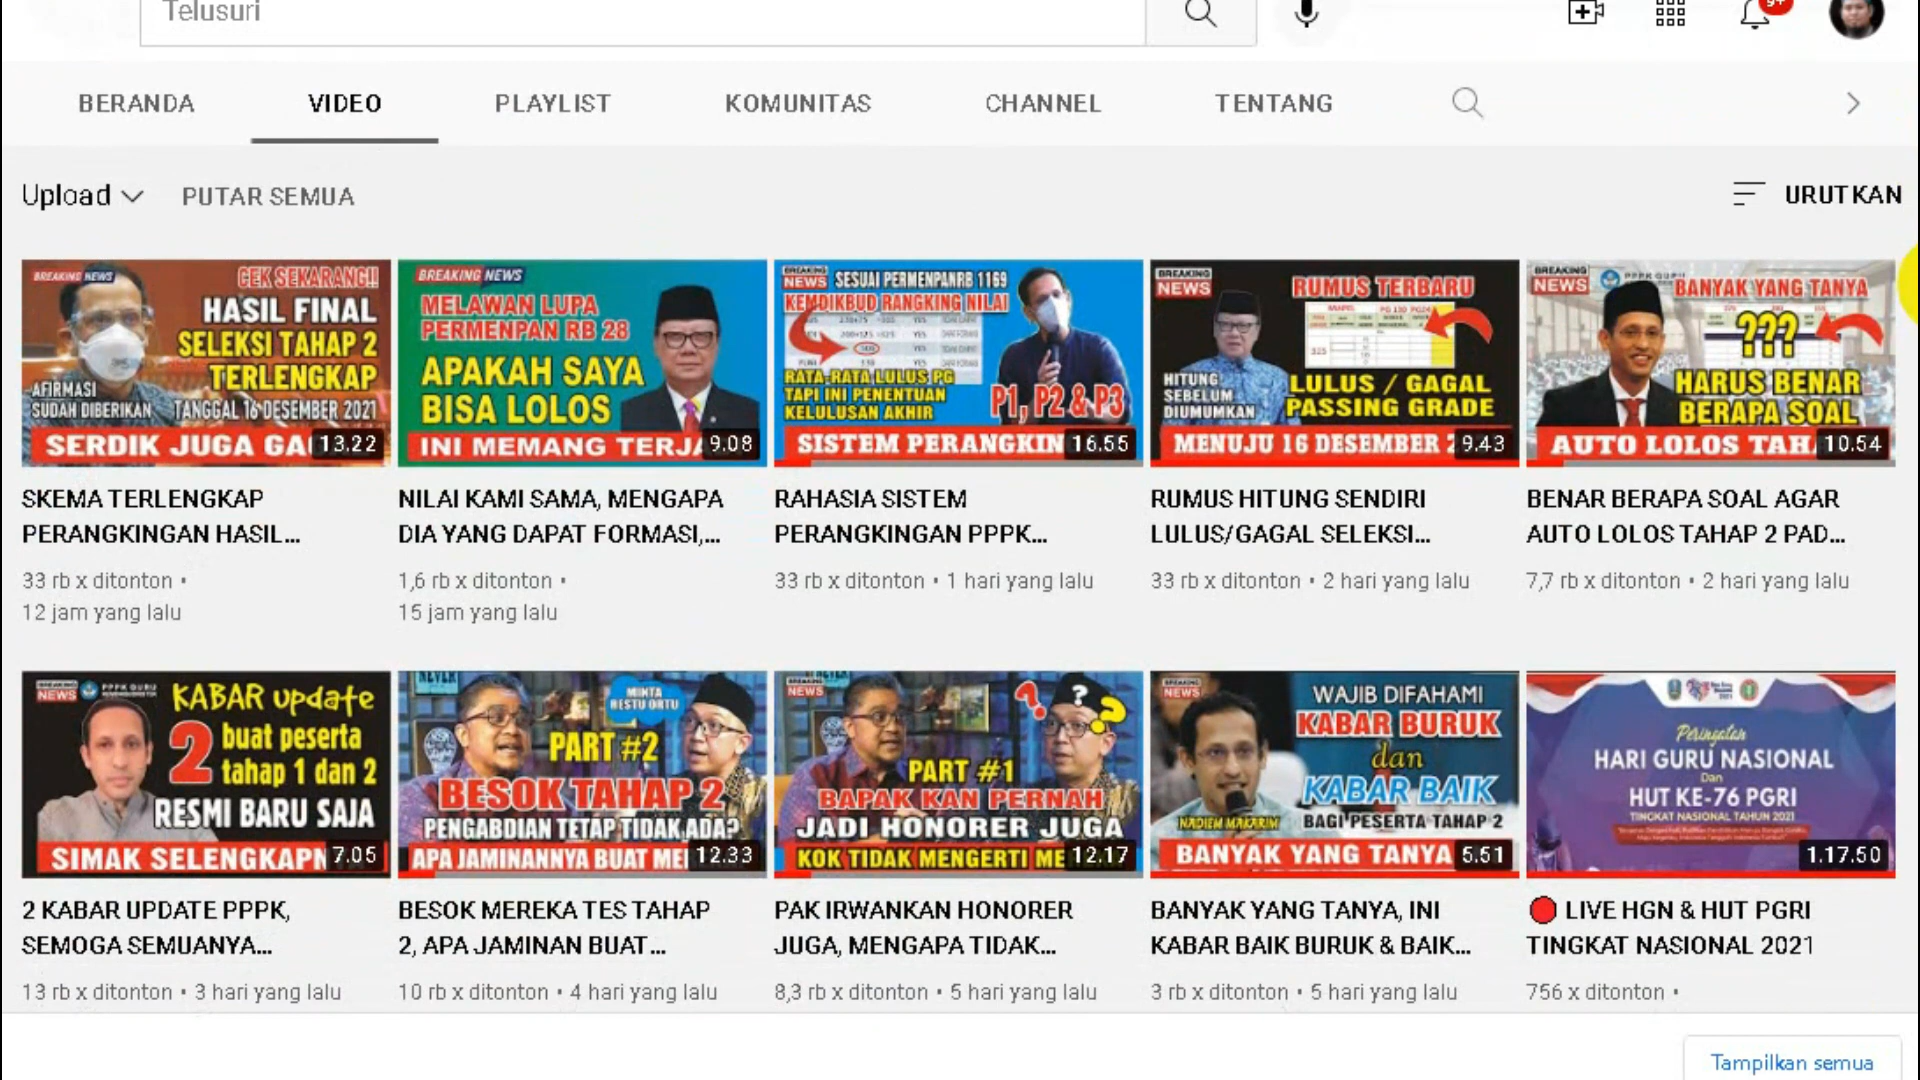 Telusuri
9+
BERANDA
VIDEO
PLAYLIST
KOMUNITAS
CHANNEL
TENTANG
Upload
PUTAR SEMUA
URUTKAN
BREAKING NEWS
CEK SEKARANG!!
HASIL FINAL
SELEKSI TAHAP 2
TERLENGKAP
AFIRMASI
SUDAH DIBERIKAN
TANGGAL 16 DESEMBER 2021
SERDIK JUGA GA
13.22
BREAKING NEWS
MELAWAN LUPA
PERMENPAN RB 28
APAKAH SAYA
BISA LOLOS
INI MEMANG TERJA
9.08
BREAKING
NEWS
SESUAI PERMENPANRB 1169
KEMDIKBUD RANGKING NILAI
RATA-RATA LULUS PG
TAPI INI PENENTUAN
KELULUSAN AKHIR
P1, P2 & P3
SISTEM PERANGKIN
16.55
BREAKING
NEWS
RUMUS TERBARU
325
HITUNG
SEBELUM
DIUMUMKAN
LULUS / GAGAL
PASSING GRADE
MENUJU 16 DESEMBER 2
9.43
BREAKING
NEWS
PPPK GURU
BANYAK YANG TANYA
???
HARUS BENAR
BERAPA SOAL
AUTO LOLOS TAH
10.54
SKEMA TERLENGKAP
PERANGKINGAN HASIL...
33 rb x ditonton •
12 jam yang lalu
NILAI KAMI SAMA, MENGAPA
DIA YANG DAPAT FORMASI,...
1,6 rb x ditonton •
15 jam yang lalu
RAHASIA SISTEM
PERANGKINGAN PPPK...
33 rb x ditonton • 1 hari yang lalu
RUMUS HITUNG SENDIRI
LULUS/GAGAL SELEKSI...
33 rb x ditonton • 2 hari yang lalu
BENAR BERAPA SOAL AGAR
AUTO LOLOS TAHAP 2 PAD...
7,7 rb x ditonton • 2 hari yang lalu
BREAKING
NEWS
PPPK GURU
KABAR update
2 buat peserta
tahap 1 dan 2
RESMI BARU SAJA
SIMAK SELENGKAPN
7.05
NEVER
MINTA
RESTU ORTU
PART #2
BESOK TAHAP 2
PENGABDIAN TETAP TIDAK ADA?
APA JAMINANNYA BUAT ME
12.33
BREAKING
NEWS
? ? ?
PART #1
BAPAK KAN PERNAH
JADI HONORER JUGA
KOK TIDAK MENGERTI ME
12.17
BREAKING
NEWS
WAJIB DIFAHAMI
KABAR BURUK
dan
KABAR BAIK
NADIEM MAKARIM
BAGI PESERTA TAHAP 2
BANYAK YANG TANYA
5.51
Peringatan
HARI GURU NASIONAL
Dan
HUT KE-76 PGRI
TINGKAT NASIONAL TAHUN 2021
1.17.50
2 KABAR UPDATE PPPK,
SEMOGA SEMUANYA...
13 rb x ditonton • 3 hari yang lalu
BESOK MEREKA TES TAHAP
2, APA JAMINAN BUAT...
10 rb x ditonton • 4 hari yang lalu
PAK IRWANKAN HONORER
JUGA, MENGAPA TIDAK...
8,3 rb x ditonton • 5 hari yang lalu
BANYAK YANG TANYA, INI
KABAR BAIK BURUK & BAIK...
3 rb x ditonton • 5 hari yang lalu
LIVE HGN & HUT PGRI
TINGKAT NASIONAL 2021
756 x ditonton •
Tampilkan semua